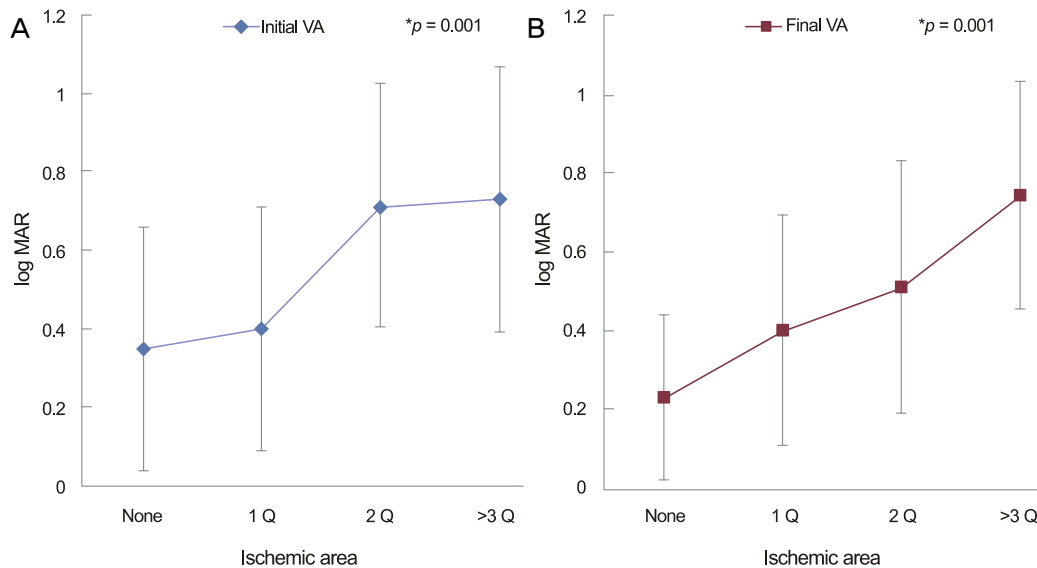 A
Initial VA
*p = 0.001
1.2
1
0.8
0.6
0.4
0.2
0
log MAR
None
1 Q
2 Q
>3 Q
Ischemic area
B
Final VA
*p = 0.001
1.2
1
0.8
0.6
0.4
0.2
0
log MAR
None
1 Q
2 Q
>3 Q
Ischemic area